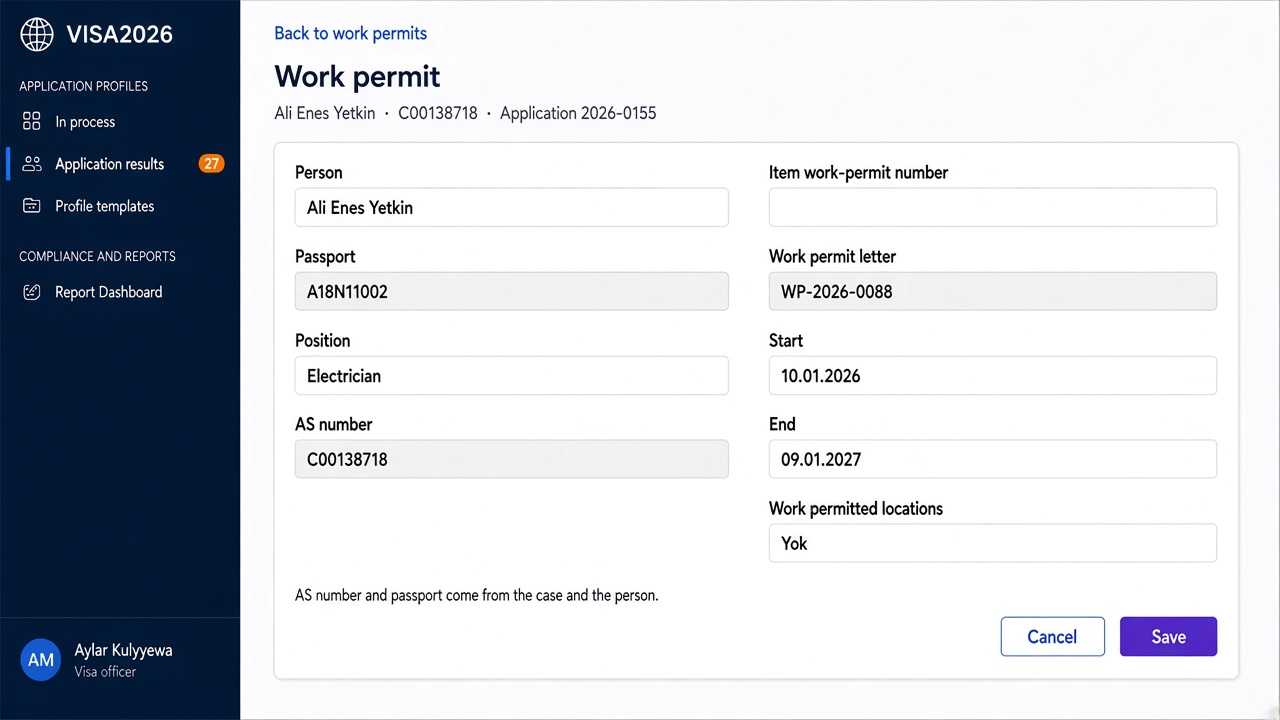 VISA2026
APPLICATION PROFILES
In process
Application results 27
Profile templates
COMPLIANCE AND REPORTS
Report Dashboard
AM
Aylar Kulyyewa
Visa officer
Back to work permits
Work permit
Ali Enes Yetkin · C00138718 · Application 2026-0155
Person
Ali Enes Yetkin
Passport
A18N11002
Position
Electrician
AS number
C00138718
Item work-permit number
Work permit letter
WP-2026-0088
Start
10.01.2026
End
09.01.2027
Work permitted locations
Yok
AS number and passport come from the case and the person.
Cancel
Save